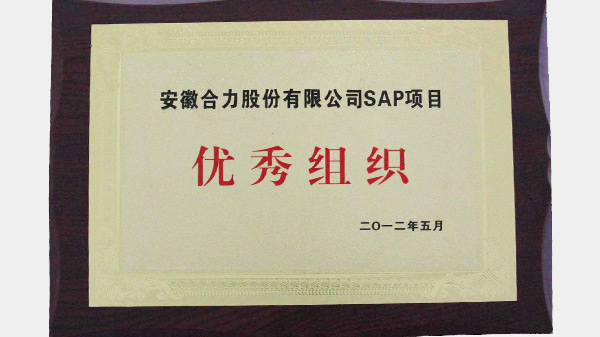 安徽合力股份有限公司SAP项目
优秀组织
二〇一二年五月